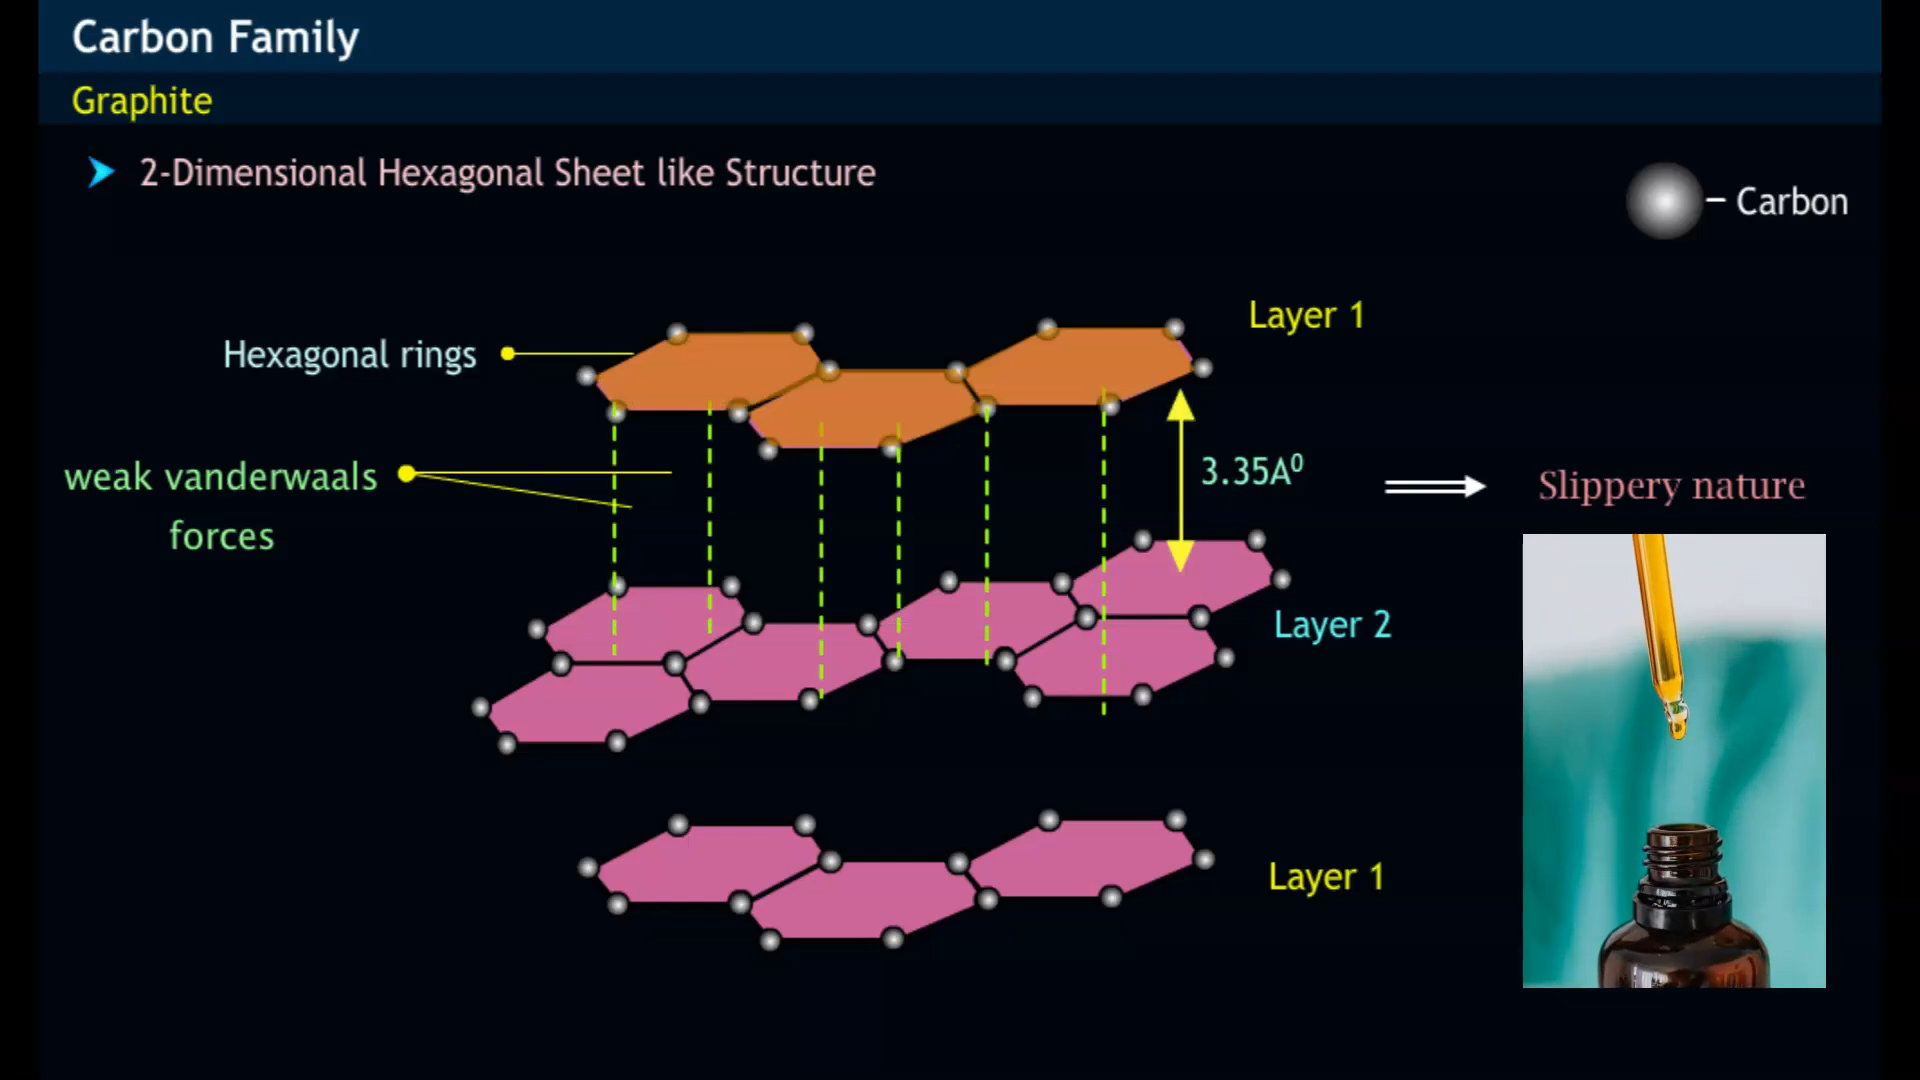 Carbon Family
Graphite
2-Dimensional Hexagonal Sheet like Structure
– Carbon
Layer 1
Hexagonal rings
weak vanderwaals
forces
3.35A⁰
Slippery nature
Layer 2
Layer 1